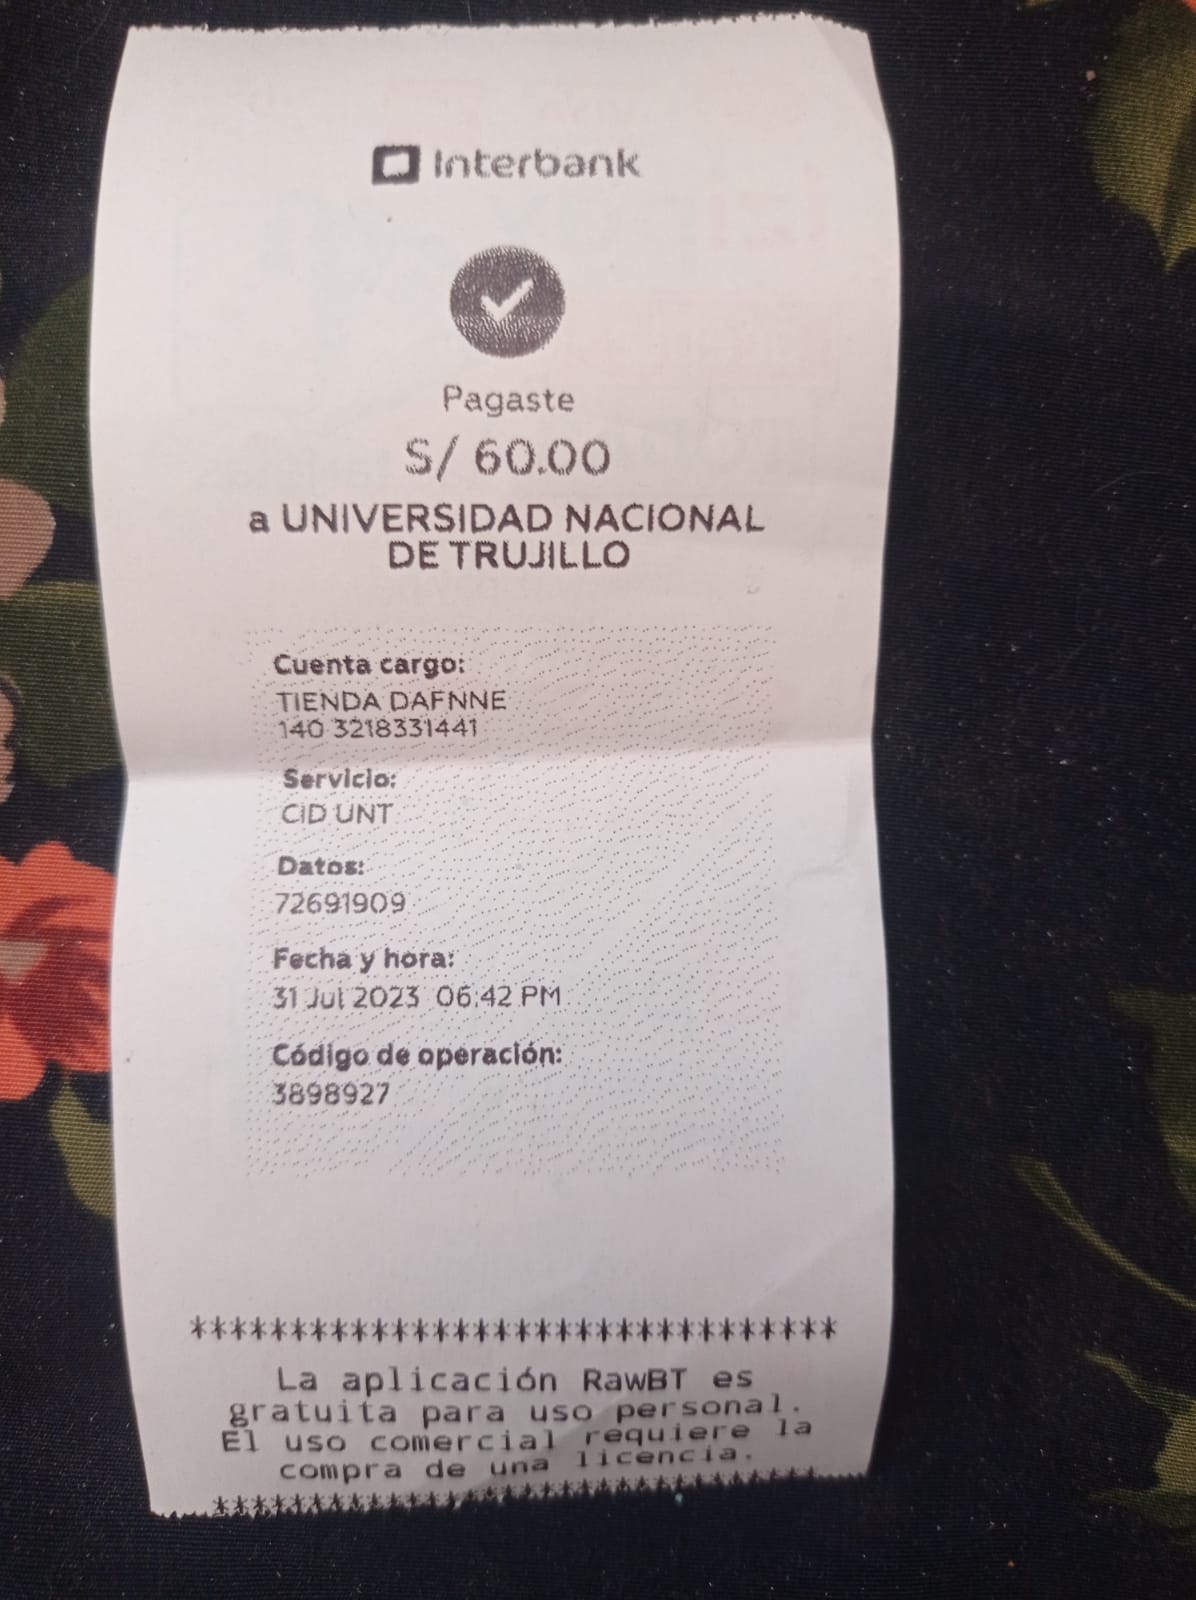 Interbank
Pagaste
S/ 60.00
a UNIVERSIDAD NACIONAL
DE TRUJILLO
Cuenta cargo:
TIENDA DAFNNE
140 3218331441
Servicio:
CID UNT
Datos:
72691909
Fecha y hora:
31 Jul 2023 06:42 PM
Código de operación:
3898927
********************************
La aplicación RawBT es
gratuita para uso personal.
El uso comercial requiere la
compra de una licencia.
********************************